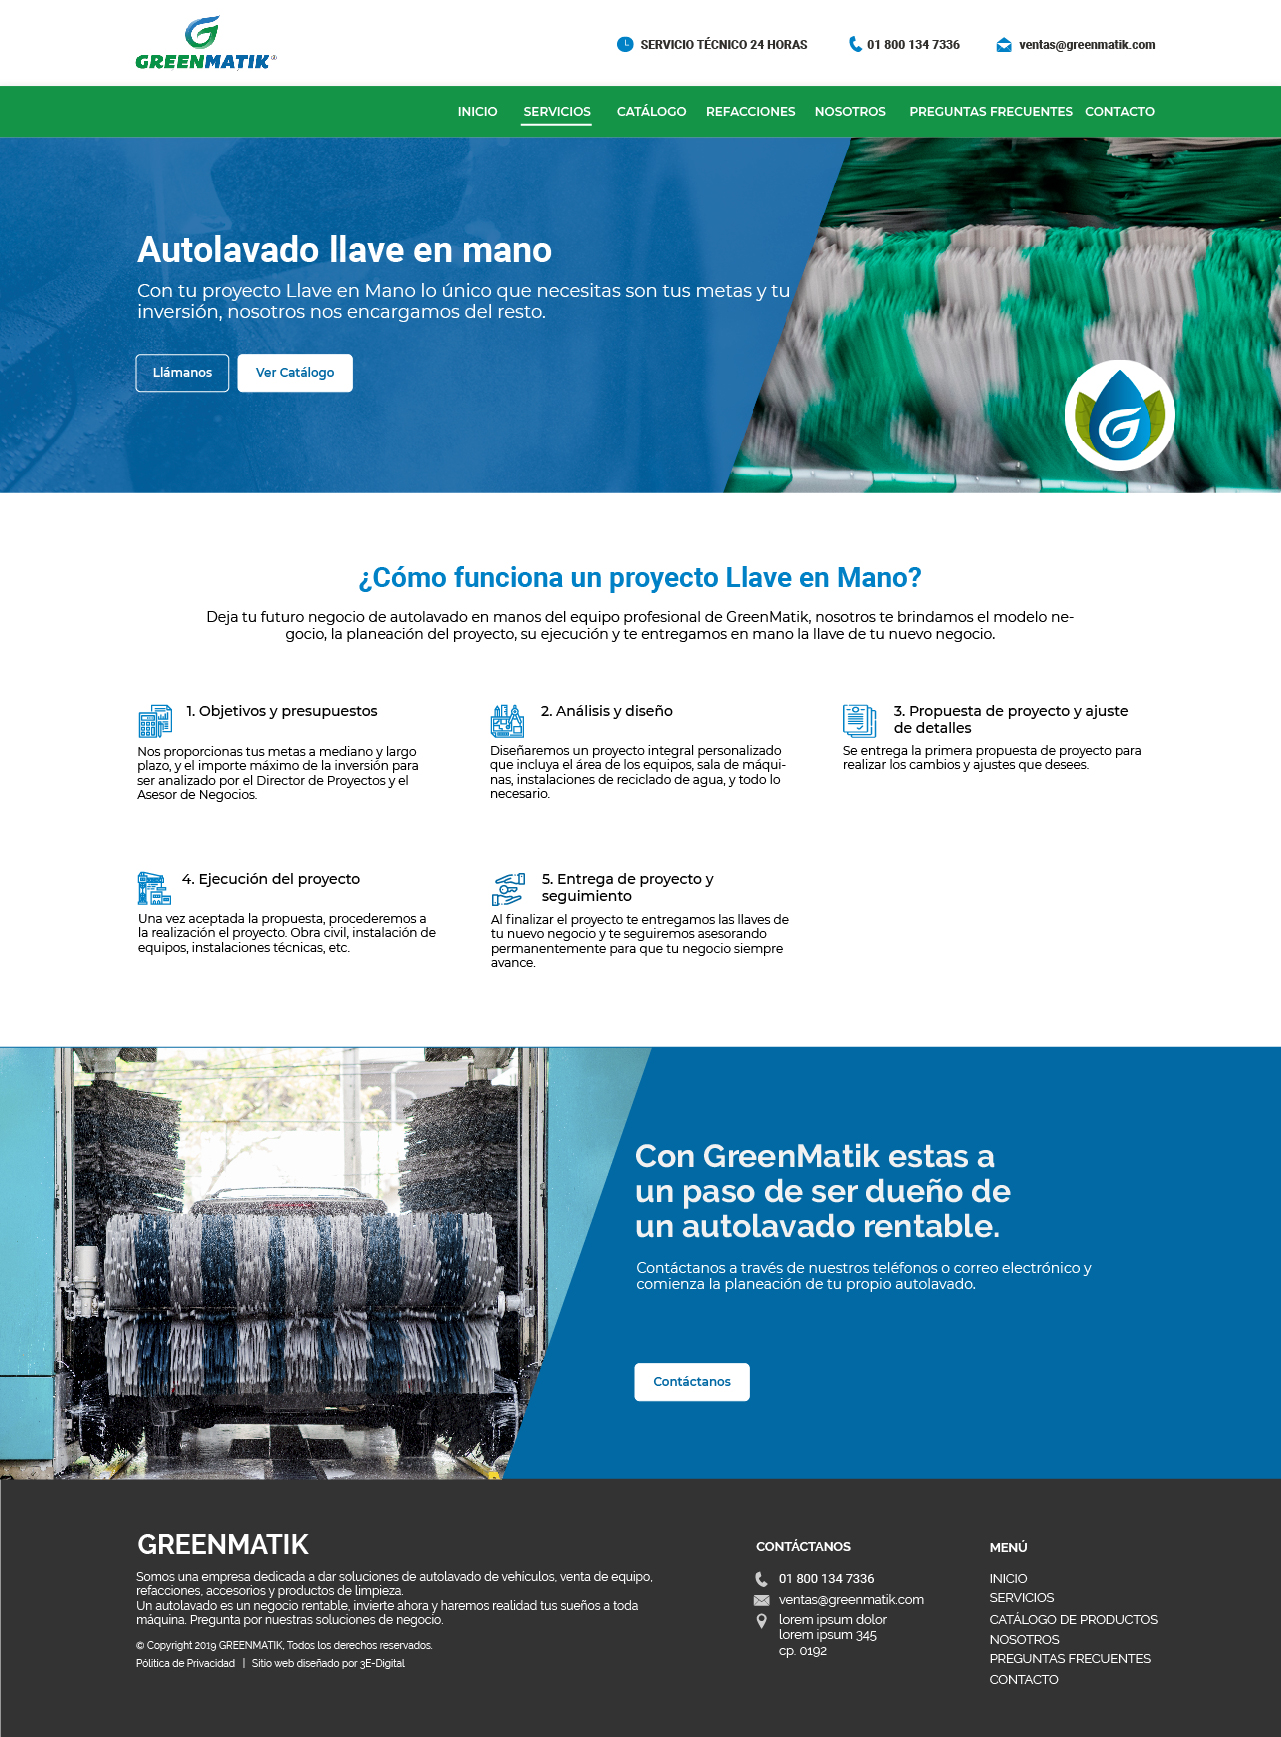 GREENMATIK®
SERVICIO TÉCNICO 24 HORAS
01 800 134 7336
ventas@greenmatik.com
INICIO
SERVICIOS
CATÁLOGO
REFACCIONES
NOSOTROS
PREGUNTAS FRECUENTES
CONTACTO
Autolavado llave en mano
Con tu proyecto Llave en Mano lo único que necesitas son tus metas y tu
inversión, nosotros nos encargamos del resto.
Llámanos
Ver Catálogo
¿Cómo funciona un proyecto Llave en Mano?
Deja tu futuro negocio de autolavado en manos del equipo profesional de GreenMatik, nosotros te brindamos el modelo ne-
gocio, la planeación del proyecto, su ejecución y te entregamos en mano la llave de tu nuevo negocio.
1. Objetivos y presupuestos
Nos proporcionas tus metas a mediano y largo
plazo, y el importe máximo de la inversión para
ser analizado por el Director de Proyectos y el
Asesor de Negocios.
2. Análisis y diseño
Diseñaremos un proyecto integral personalizado
que incluya el área de los equipos, sala de máqui-
nas, instalaciones de reciclado de agua, y todo lo
necesario.
3. Propuesta de proyecto y ajuste
de detalles
Se entrega la primera propuesta de proyecto para
realizar los cambios y ajustes que desees.
4. Ejecución del proyecto
Una vez aceptada la propuesta, procederemos a
la realización el proyecto. Obra civil, instalación de
equipos, instalaciones técnicas, etc.
5. Entrega de proyecto y
seguimiento
Al finalizar el proyecto te entregamos las llaves de
tu nuevo negocio y te seguiremos asesorando
permanentemente para que tu negocio siempre
avance.
Con GreenMatik estas a
un paso de ser dueño de
un autolavado rentable.
Contáctanos a través de nuestros teléfonos o correo electrónico y
comienza la planeación de tu propio autolavado.
Contáctanos
GREENMATIK
Somos una empresa dedicada a dar soluciones de autolavado de vehículos, venta de equipo,
refacciones, accesorios y productos de limpieza.
Un autolavado es un negocio rentable, invierte ahora y haremos realidad tus sueños a toda
máquina. Pregunta por nuestras soluciones de negocio.
© Copyright 2019 GREENMATIK, Todos los derechos reservados.
Pólitica de Privacidad | Sitio web diseñado por 3E-Digital
CONTÁCTANOS
01 800 134 7336
ventas@greenmatik.com
lorem ipsum dolor
lorem ipsum 345
cp. 0192
MENÚ
INICIO
SERVICIOS
CATÁLOGO DE PRODUCTOS
NOSOTROS
PREGUNTAS FRECUENTES
CONTACTO